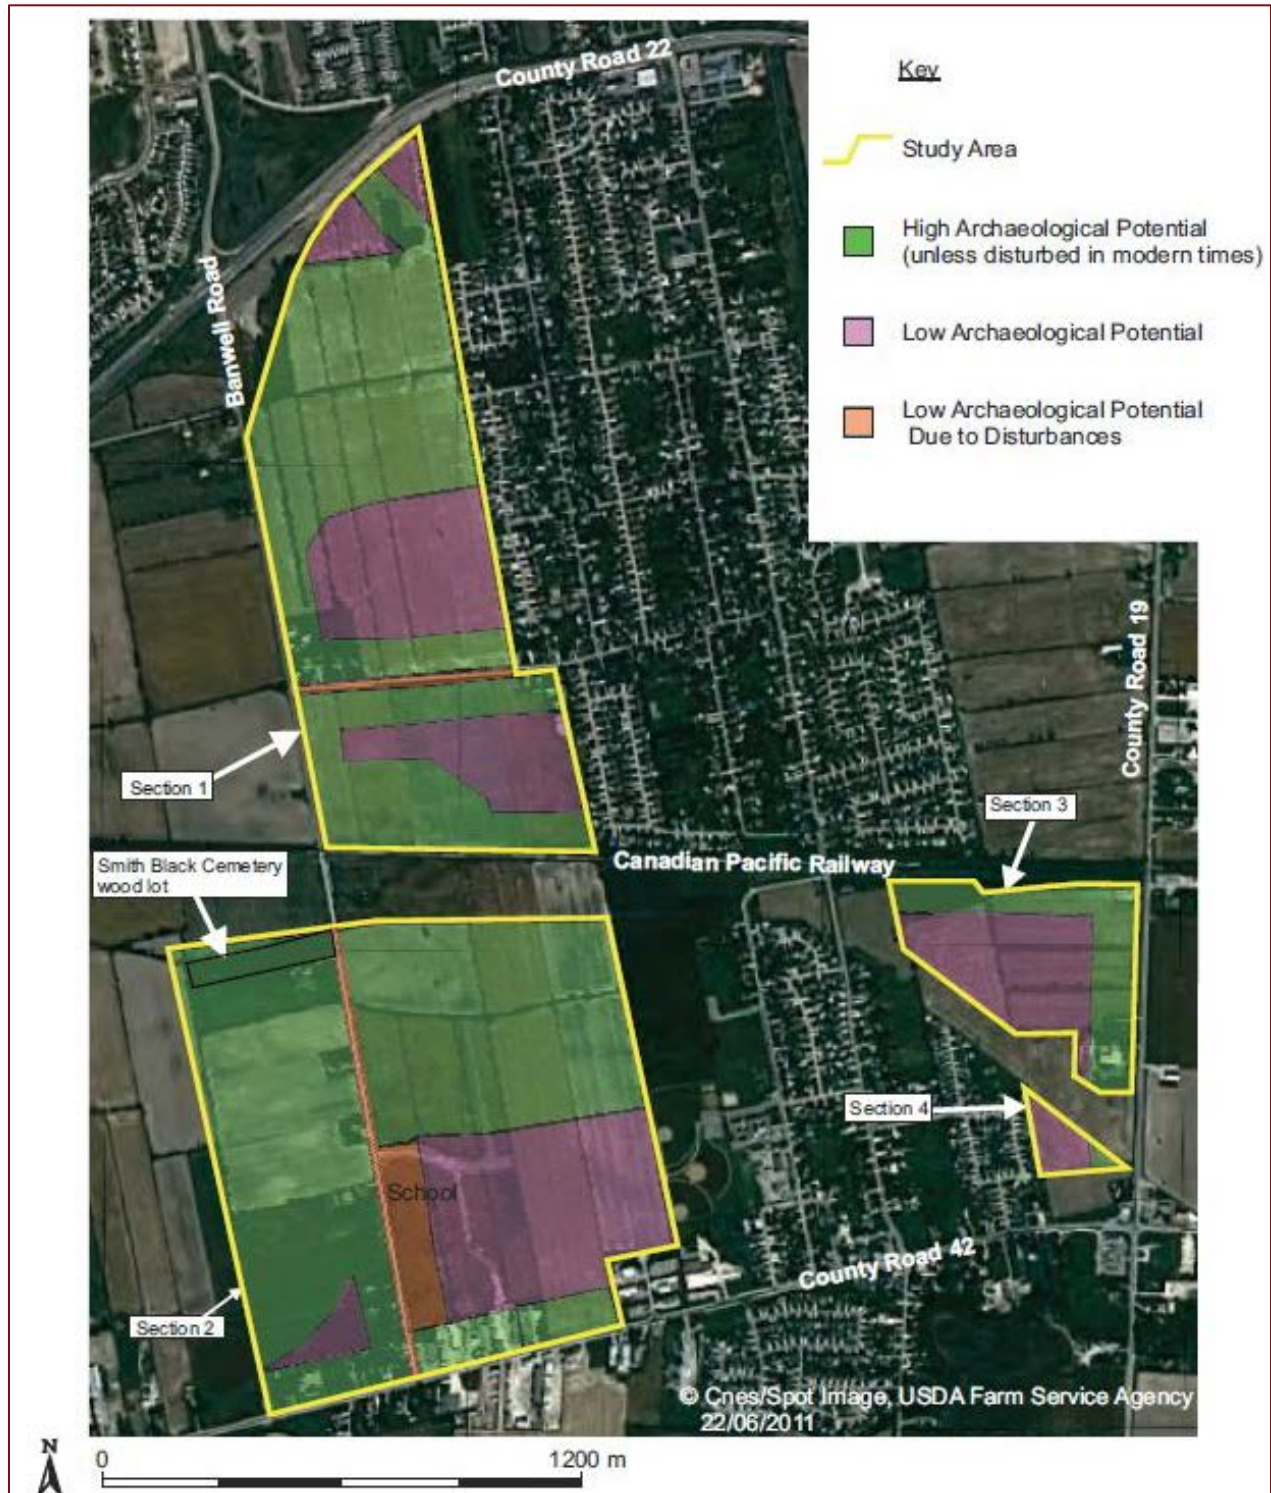 County Road 22
Key
Study Area
High Archaeological Potential
(unless disturbed in modern times)
Banwell Road
Low Archaeological Potential
Low Archaeological Potential
Due to Disturbances
County Road 19
Section 1
Section 3
Smith Black Cemetery
wood lot
Canadian Pacific Railway
Section 4
School
County Road 42
Section 2
© Cnes/Spot Image, USDA Farm Service Agency
22/06/2011
N
0
1200 m